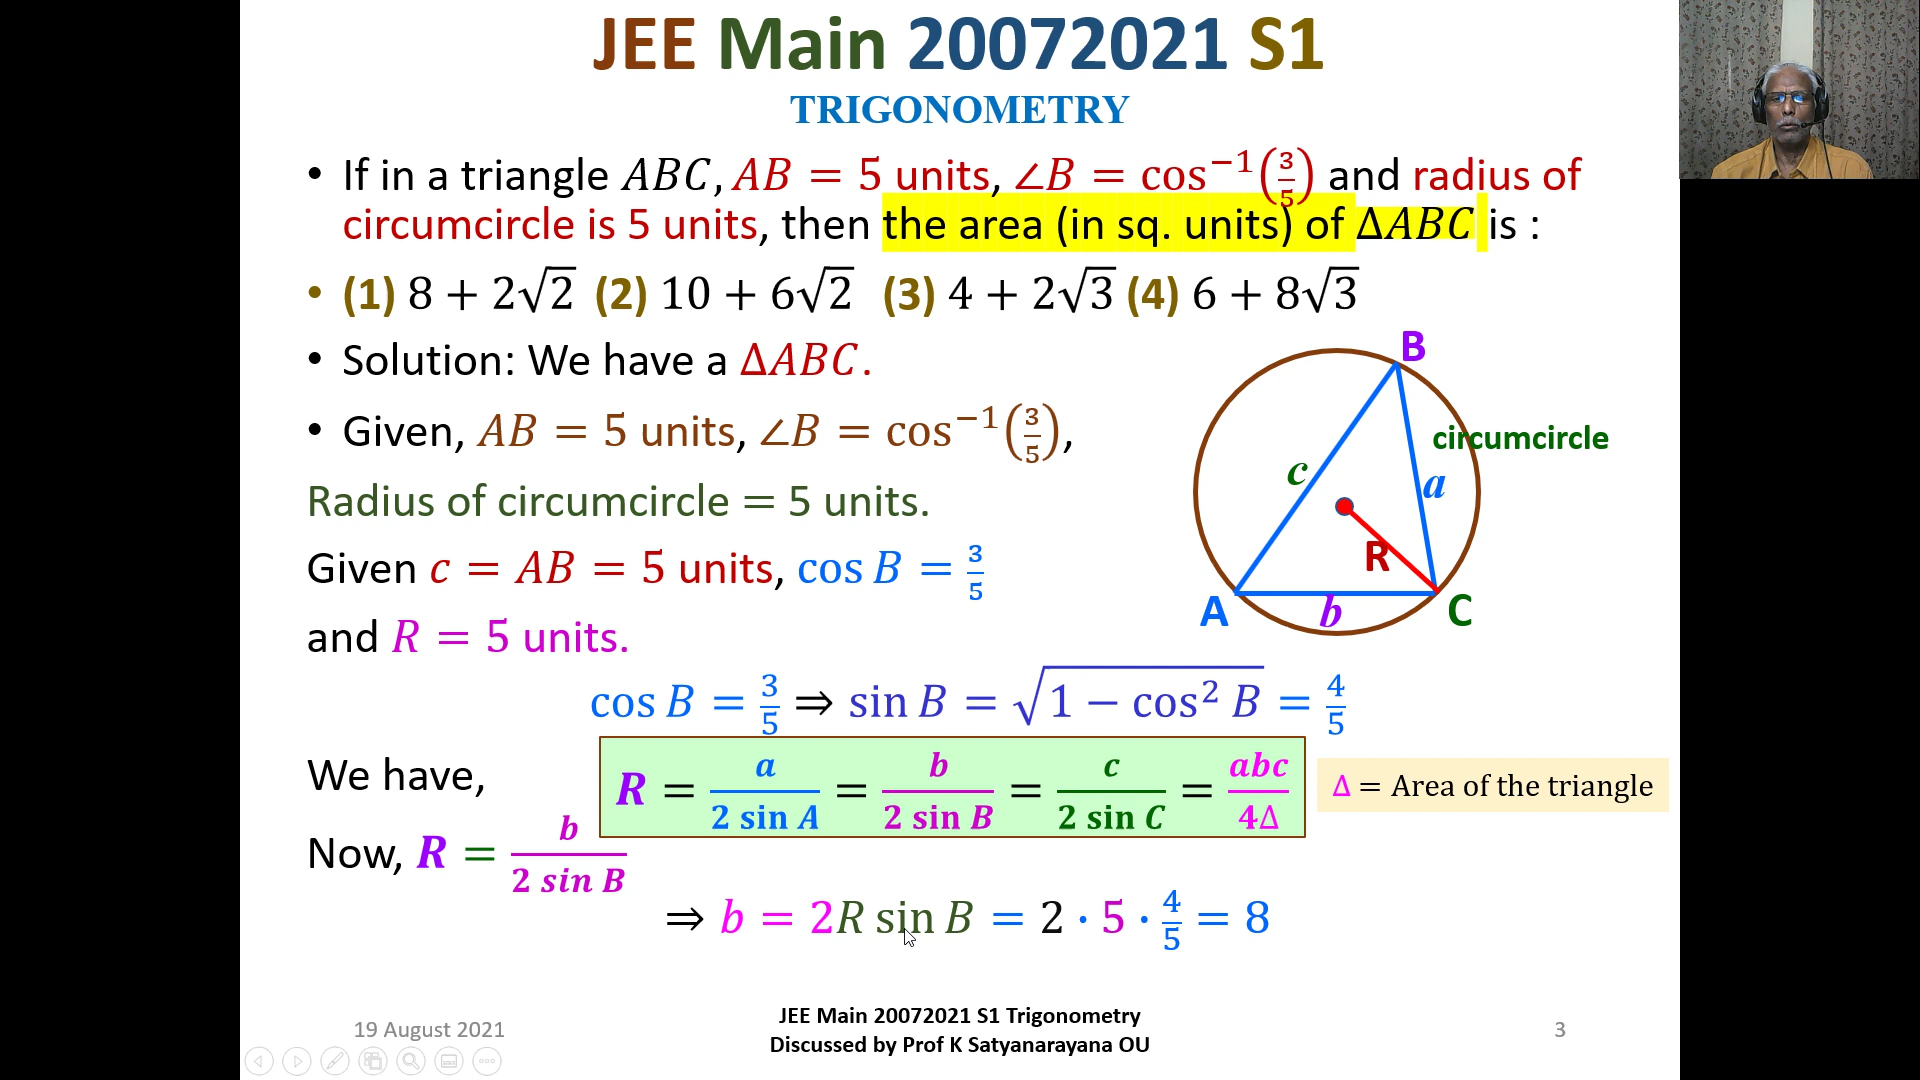 JEE Main 20072021 S1
TRIGONOMETRY
• If in a triangle ABC, AB = 5 units, ∠B = cos⁻¹(3/5) and radius of
circumcircle is 5 units, then the area (in sq. units) of ΔABC is :
• (1) 8 + 2√2 (2) 10 + 6√2 (3) 4 + 2√3 (4) 6 + 8√3
• Solution: We have a ΔABC.
• Given, AB = 5 units, ∠B = cos⁻¹(3/5),
Radius of circumcircle = 5 units.
Given c = AB = 5 units, cos B = 3/5
and R = 5 units.
B
circumcircle
c
a
R
A
b
C
cos B = 3/5 ⇒ sin B = √(1 − cos² B) = 4/5
We have,
R = a/(2 sin A) = b/(2 sin B) = c/(2 sin C) = abc/(4Δ)
Δ = Area of the triangle
Now, R = b/(2 sin B)
⇒ b = 2R sin B = 2 · 5 · 4/5 = 8
19 August 2021
JEE Main 20072021 S1 Trigonometry
Discussed by Prof K Satyanarayana OU
3